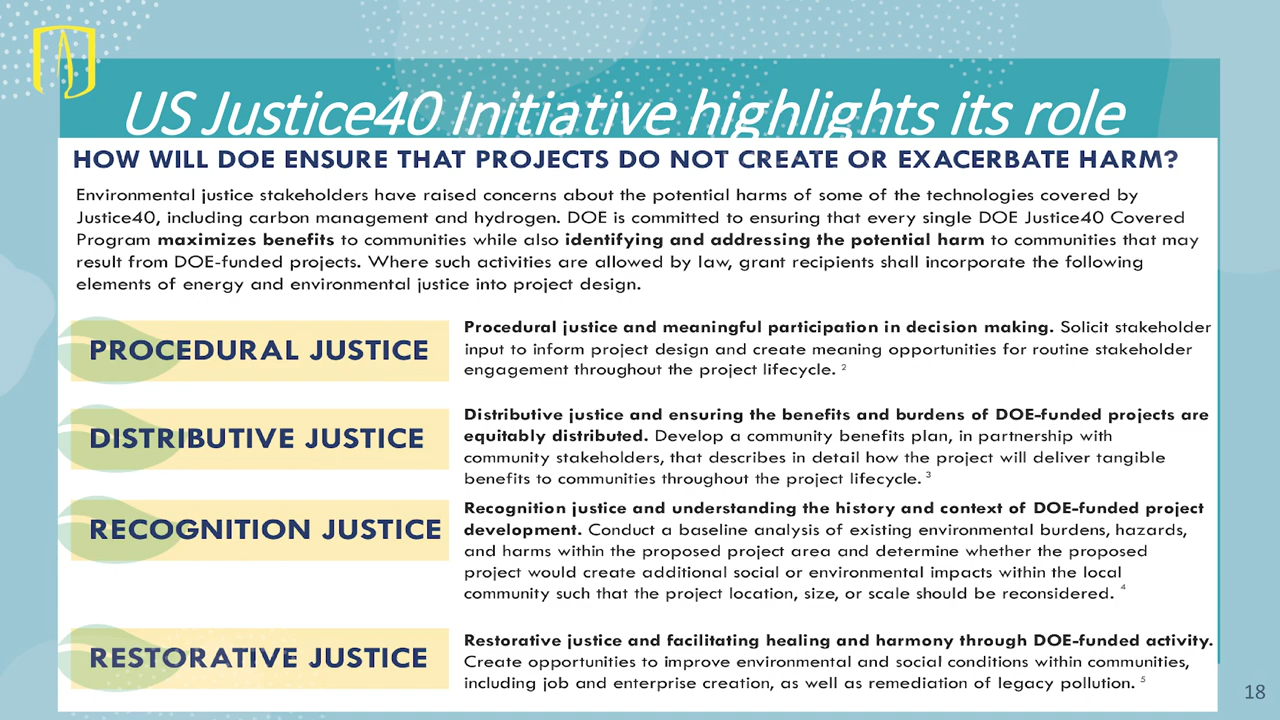 US Justice40 Initiative highlights its role
HOW WILL DOE ENSURE THAT PROJECTS DO NOT CREATE OR EXACERBATE HARM?
Environmental justice stakeholders have raised concerns about the potential harms of some of the technologies covered by
Justice40, including carbon management and hydrogen. DOE is committed to ensuring that every single DOE Justice40 Covered
Program maximizes benefits to communities while also identifying and addressing the potential harm to communities that may
result from DOE-funded projects. Where such activities are allowed by law, grant recipients shall incorporate the following
elements of energy and environmental justice into project design.
PROCEDURAL JUSTICE
Procedural justice and meaningful participation in decision making. Solicit stakeholder
input to inform project design and create meaning opportunities for routine stakeholder
engagement throughout the project lifecycle. 2
DISTRIBUTIVE JUSTICE
Distributive justice and ensuring the benefits and burdens of DOE-funded projects are
equitably distributed. Develop a community benefits plan, in partnership with
community stakeholders, that describes in detail how the project will deliver tangible
benefits to communities throughout the project lifecycle. 3
RECOGNITION JUSTICE
Recognition justice and understanding the history and context of DOE-funded project
development. Conduct a baseline analysis of existing environmental burdens, hazards,
and harms within the proposed project area and determine whether the proposed
project would create additional social or environmental impacts within the local
community such that the project location, size, or scale should be reconsidered. 4
RESTORATIVE JUSTICE
Restorative justice and facilitating healing and harmony through DOE-funded activity.
Create opportunities to improve environmental and social conditions within communities,
including job and enterprise creation, as well as remediation of legacy pollution. 5
18